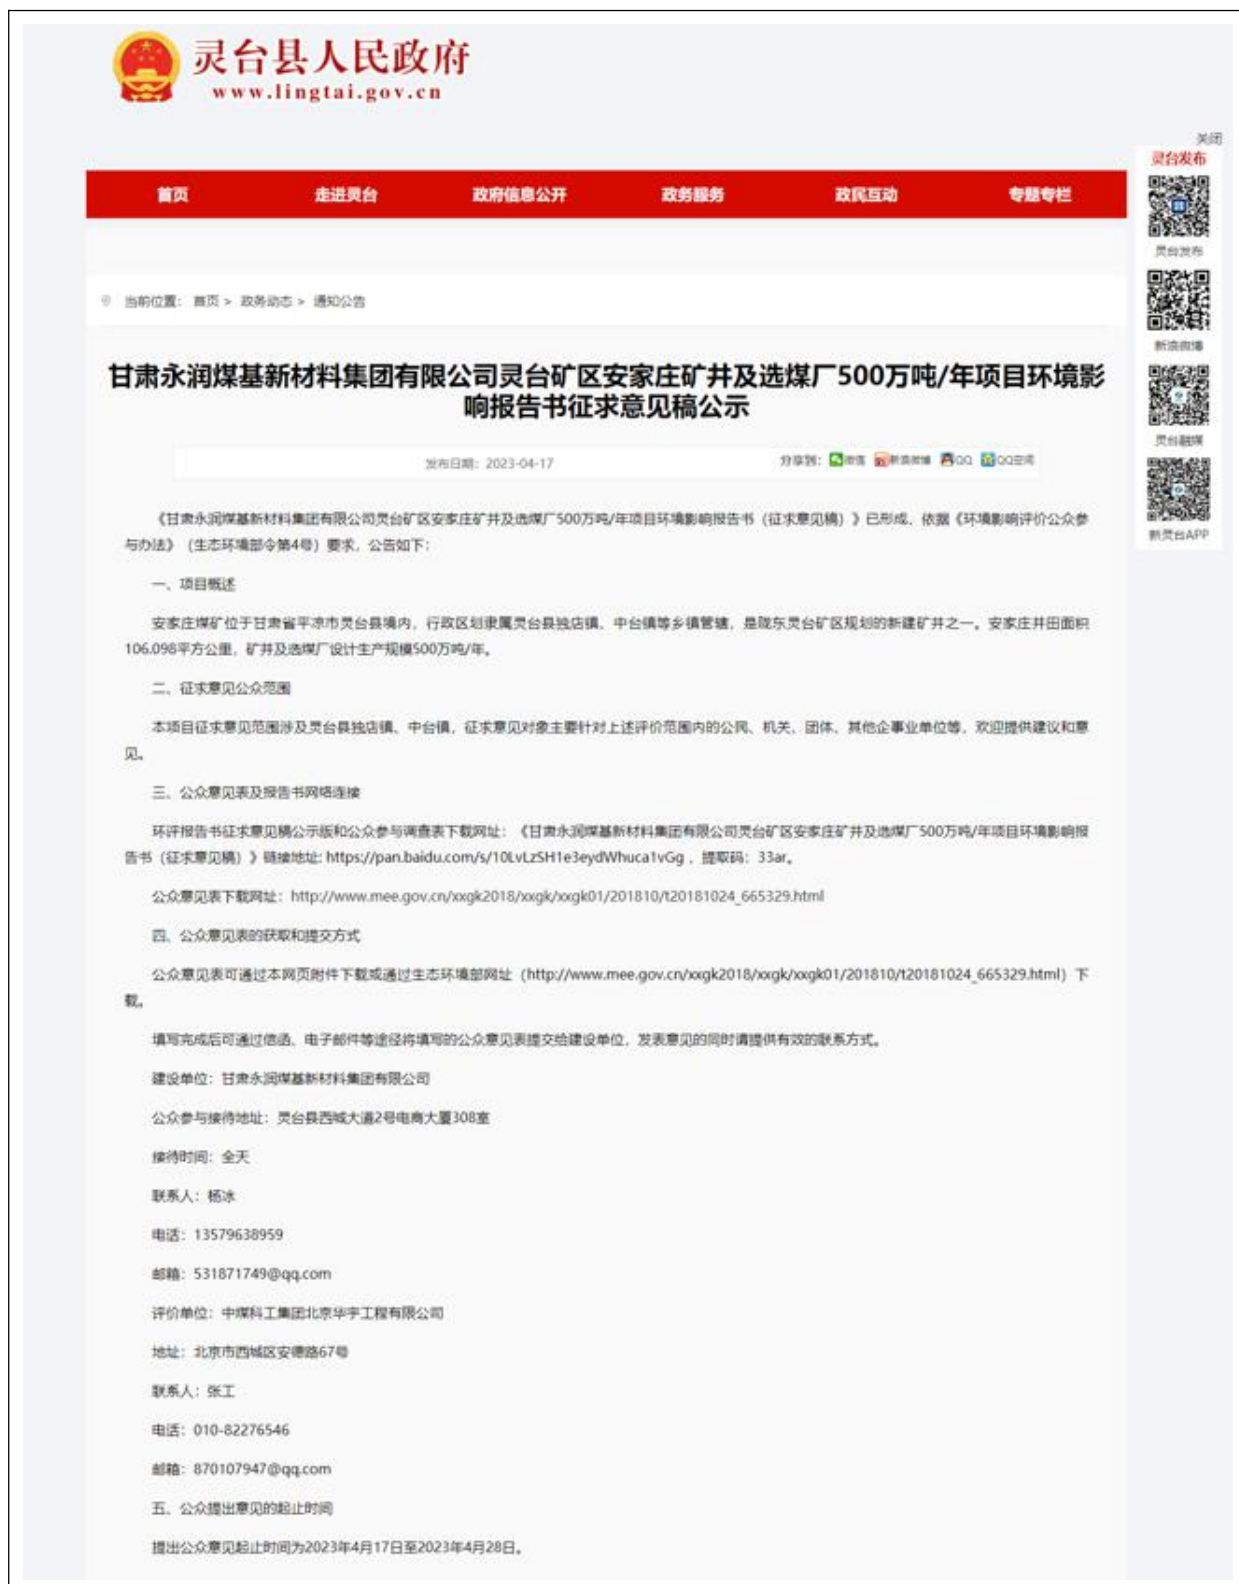 灵台县人民政府
www.lingtai.gov.cn
关闭
灵台发布
首页 走进灵台 政府信息公开 政务服务 政民互动 专题专栏
灵台发布
新浪微博
灵台融媒
新灵台APP
当前位置： 首页 > 政务动态 > 通知公告
甘肃永润煤基新材料集团有限公司灵台矿区安家庄矿井及选煤厂500万吨/年项目环境影
响报告书征求意见稿公示
发布日期：2023-04-17
分享到： 微信 新浪微博 QQ QQ空间
《甘肃永润煤基新材料集团有限公司灵台矿区安家庄矿井及选煤厂500万吨/年项目环境影响报告书（征求意见稿）》已形成、依据《环境影响评价公众参
与办法》（生态环境部令第4号）要求，公告如下：
一、项目概述
安家庄煤矿位于甘肃省平凉市灵台县境内，行政区划隶属灵台县独店镇、中台镇等乡镇管辖，是陇东灵台矿区规划的新建矿井之一。安家庄井田面积
106.098平方公里，矿井及选煤厂设计生产规模500万吨/年。
二、征求意见公众范围
本项目征求意见范围涉及灵台县独店镇、中台镇，征求意见对象主要针对上述评价范围内的公民、机关、团体、其他企事业单位等，欢迎提供建议和意
见。
三、公众意见表及报告书网络连接
环评报告书征求意见稿公示版和公众参与调查表下载网址：《甘肃永润煤基新材料集团有限公司灵台矿区安家庄矿井及选煤厂500万吨/年项目环境影响报
告书（征求意见稿）》链接地址: https://pan.baidu.com/s/10LvLzSH1e3eydWhuca1vGg ，提取码：33ar。
公众意见表下载网址：http://www.mee.gov.cn/xxgk2018/xxgk/xxgk01/201810/t20181024_665329.html
四、公众意见表的获取和提交方式
公众意见表可通过本网页附件下载或通过生态环境部网址（http://www.mee.gov.cn/xxgk2018/xxgk/xxgk01/201810/t20181024_665329.html）下
载。
填写完成后可通过信函、电子邮件等途径将填写的公众意见表提交给建设单位，发表意见的同时请提供有效的联系方式。
建设单位：甘肃永润煤基新材料集团有限公司
公众参与接待地址：灵台县西城大道2号电商大厦308室
接待时间：全天
联系人：杨冰
电话：13579638959
邮箱：531871749@qq.com
评价单位：中煤科工集团北京华宇工程有限公司
地址：北京市西城区安德路67号
联系人：张工
电话：010-82276546
邮箱：870107947@qq.com
五、公众提出意见的起止时间
提出公众意见起止时间为2023年4月17日至2023年4月28日。